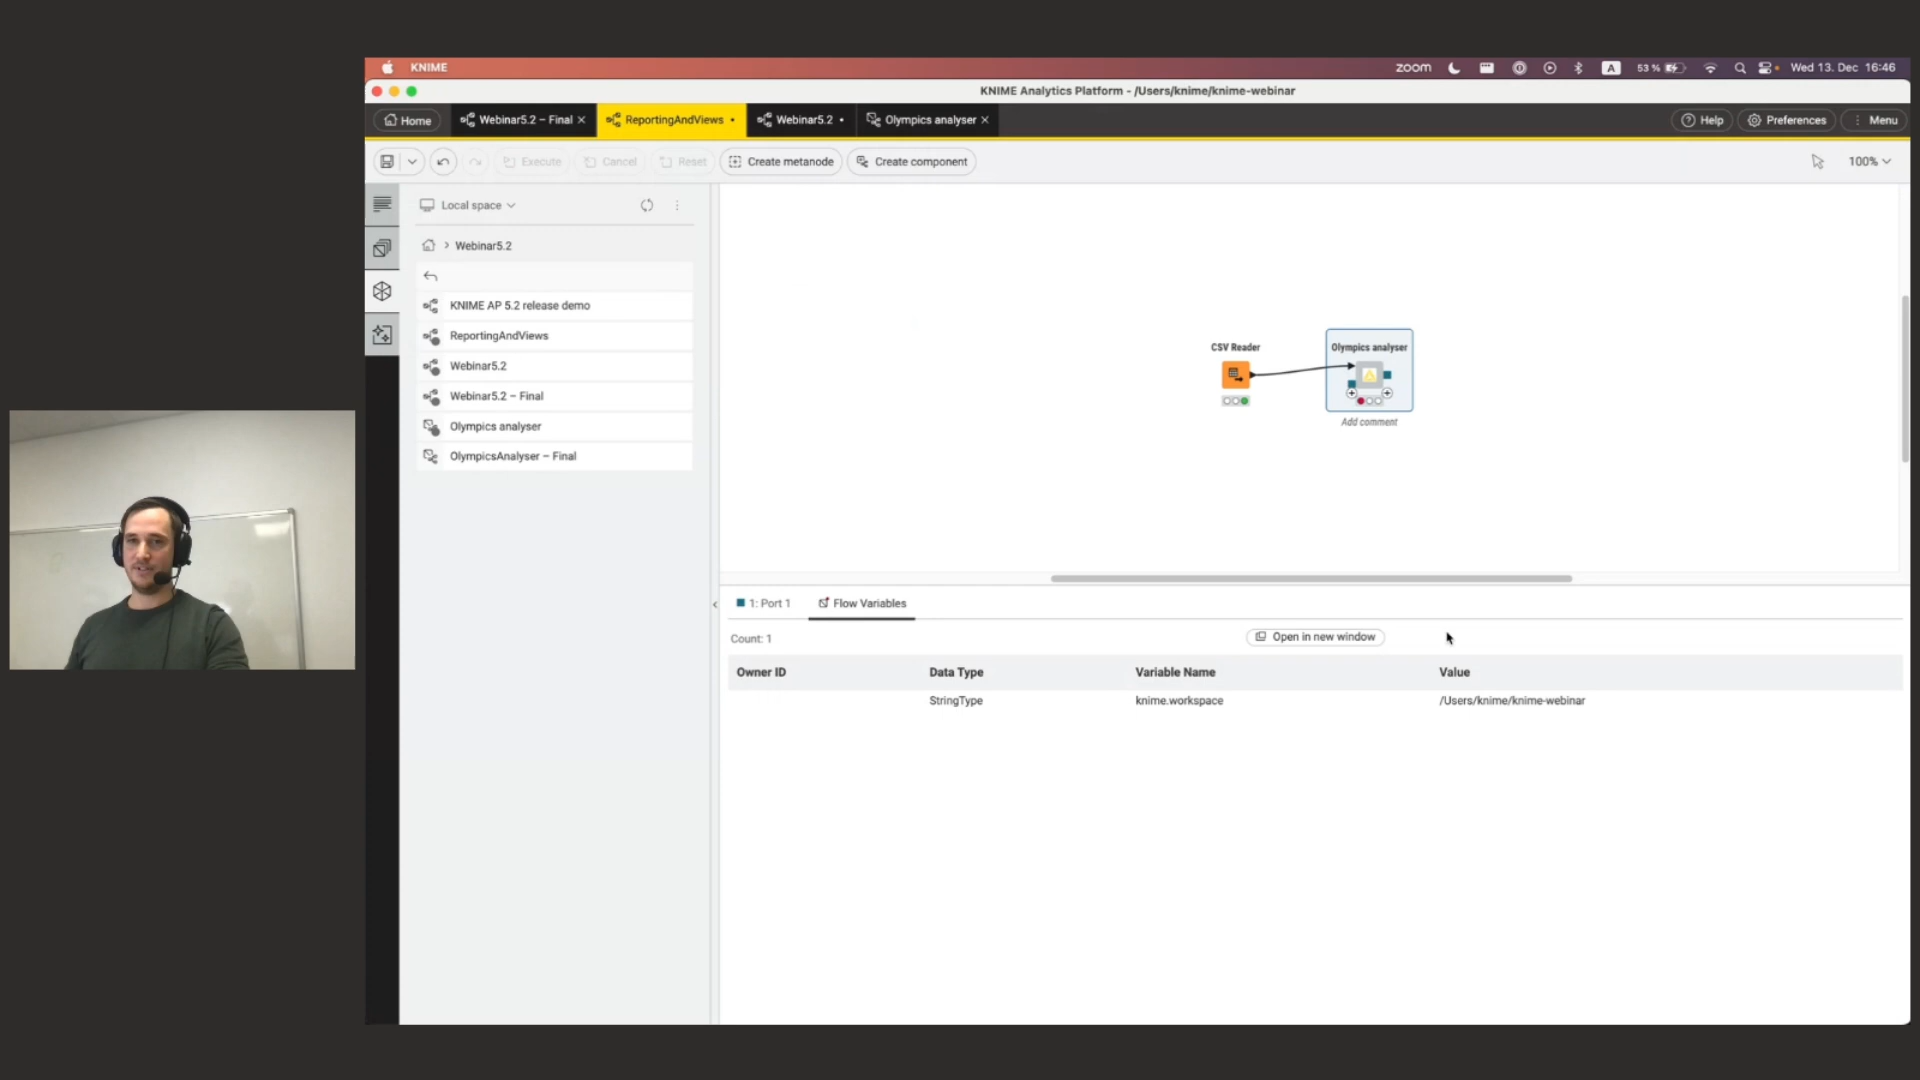 KNIME
zoom
A
53 %
Wed 13. Dec 16:46
KNIME Analytics Platform - /Users/knime/knime-webinar
Home
Webinar5.2 – Final
ReportingAndViews
Webinar5.2
Olympics analyser
Help
Preferences
Menu
Execute
Cancel
Reset
Create metanode
Create component
100%
Local space
Webinar5.2
KNIME AP 5.2 release demo
ReportingAndViews
Webinar5.2
Webinar5.2 – Final
Olympics analyser
OlympicsAnalyser – Final
CSV Reader
Olympics analyser
Add comment
1: Port 1
Flow Variables
Count: 1
Open in new window
Owner ID Data Type Variable Name Value
StringType knime.workspace /Users/knime/knime-webinar